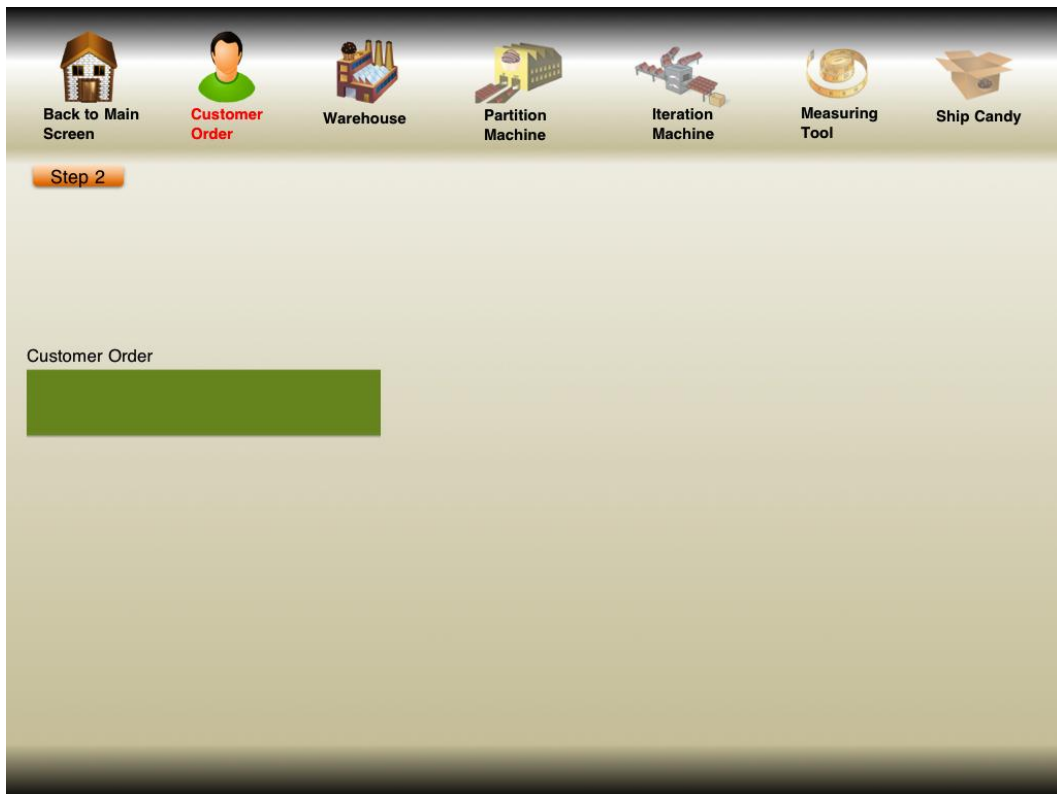 Back to Main
Screen
Customer
Order
Warehouse
Partition
Machine
Iteration
Machine
Measuring
Tool
Ship Candy
Step 2
Customer Order